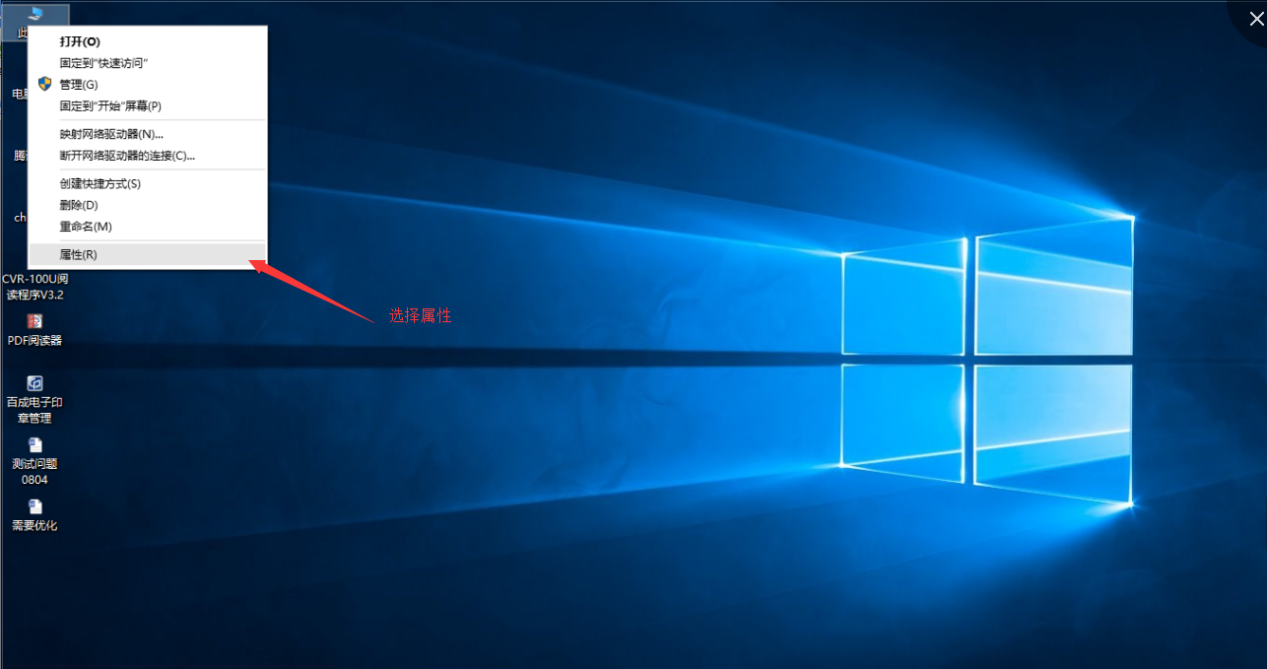 此
打开(O)
固定到"快速访问"
管理(G)
固定到"开始"屏幕(P)
映射网络驱动器(N)...
断开网络驱动器的连接(C)...
创建快捷方式(S)
删除(D)
重命名(M)
属性(R)
选择属性
电
腾
ch
CVR-100U阅
读程序V3.2
PDF阅读器
百成电子印
章管理
测试问题
0804
需要优化